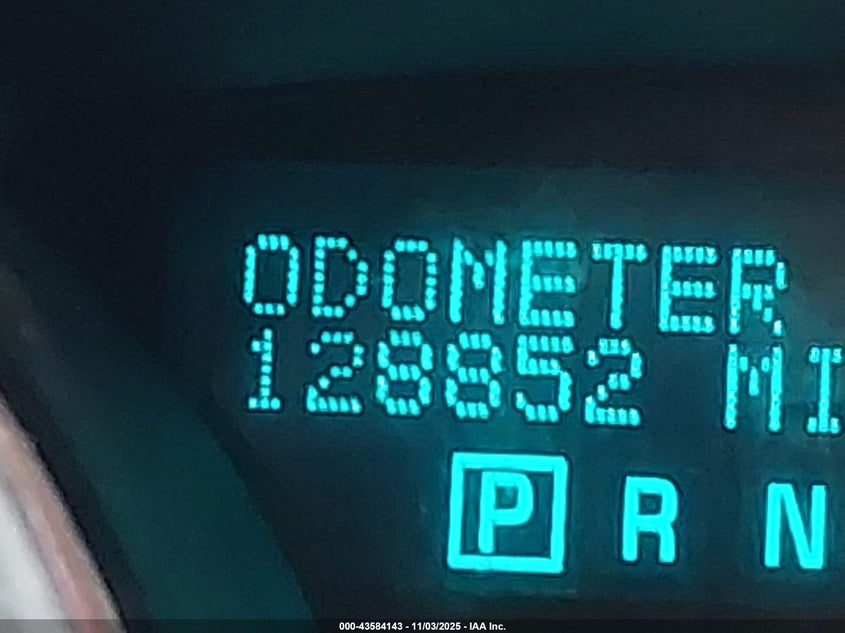 ODOMETER
128852 MI
P R N
000-43584143 - 11/03/2025 - IAA Inc.